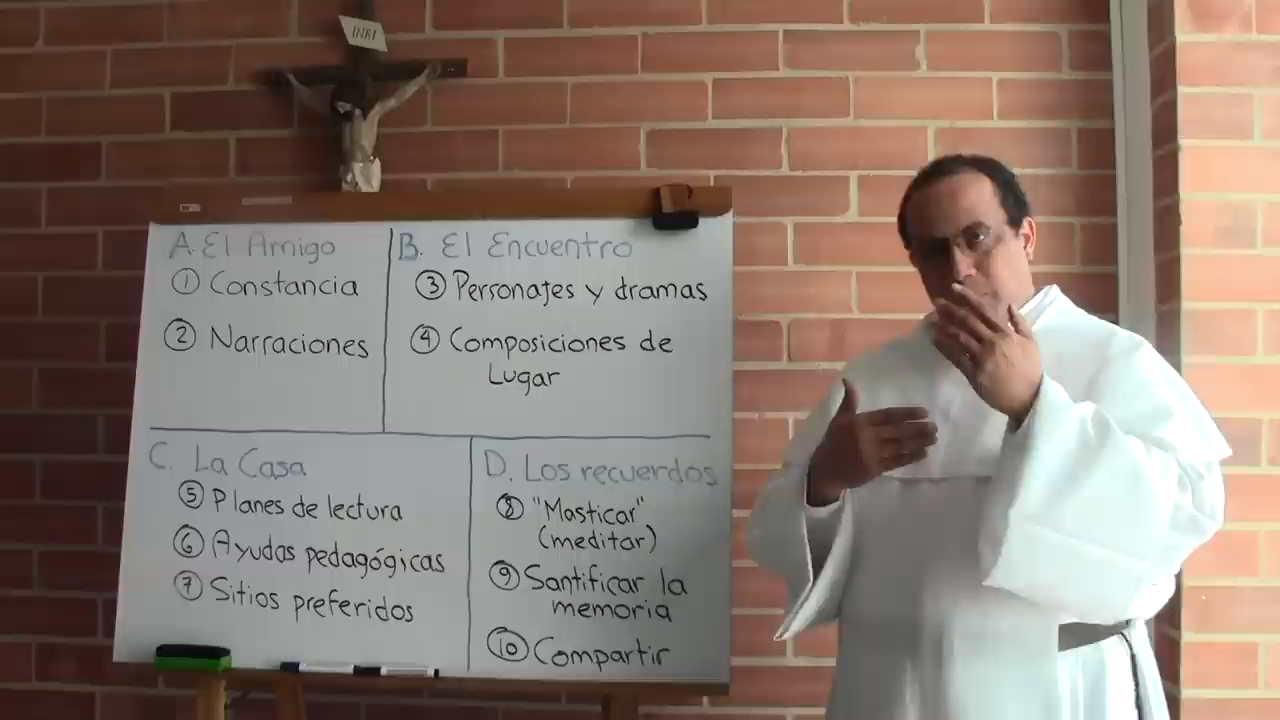 INRI
A. El Amigo
① Constancia
② Narraciones
B. El Encuentro
③ Personajes y dramas
④ Composiciones de
Lugar
C. La Casa
⑤ Planes de lectura
⑥ Ayudas pedagógicas
⑦ Sitios preferidos
D. Los recuerdos
⑧ "Masticar"
(meditar)
⑨ Santificar la
memoria
⑩ Compartir